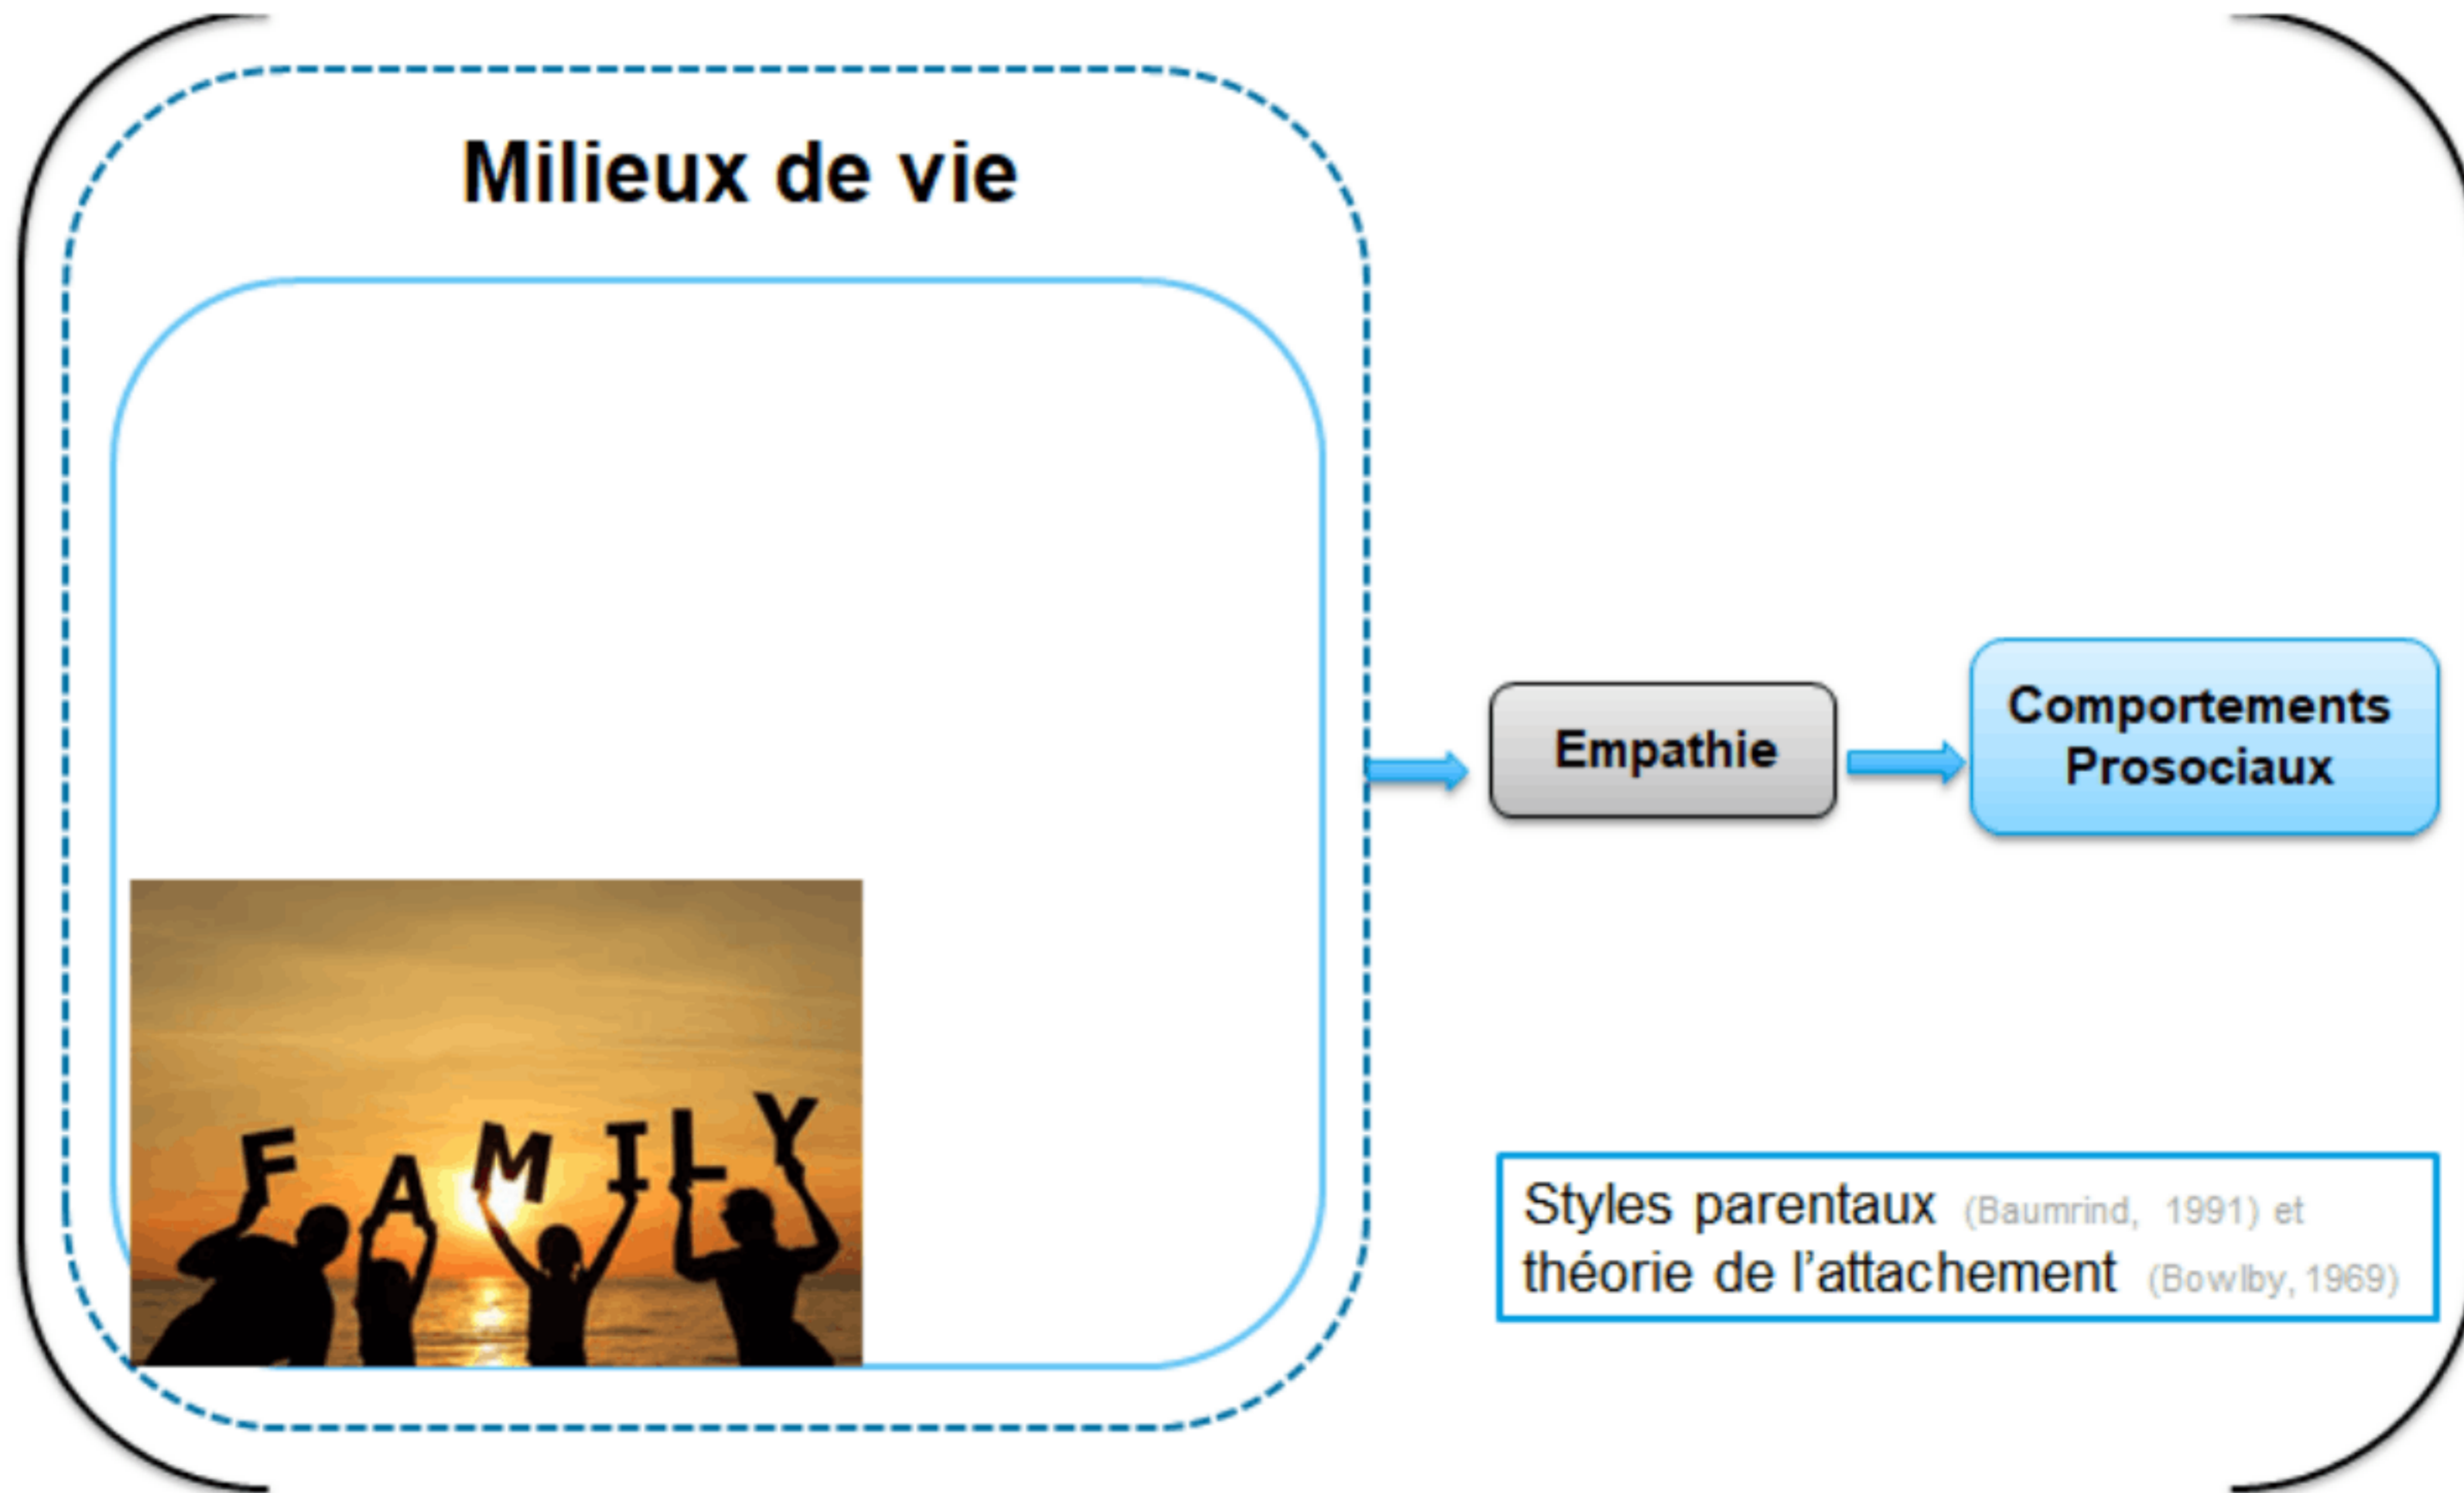 Milieux de vie
Empathie
Comportements
Prosociaux
FAMILY
Styles parentaux (Baumrind, 1991) et
théorie de l'attachement (Bowlby, 1969)